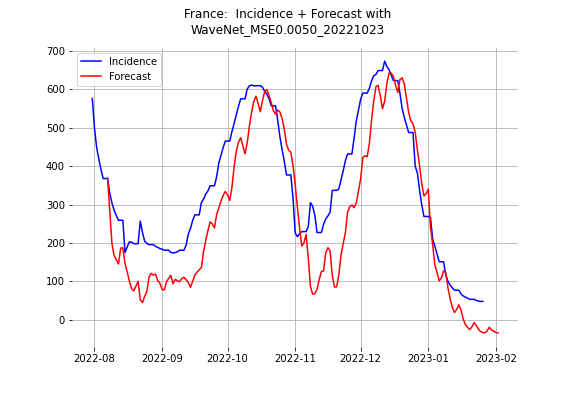 France:  Incidence + Forecast with
WaveNet_MSE0.0050_20221023
Incidence
Forecast
700
600
500
400
300
200
100
0
2022-08 2022-09 2022-10 2022-11 2022-12 2023-01 2023-02